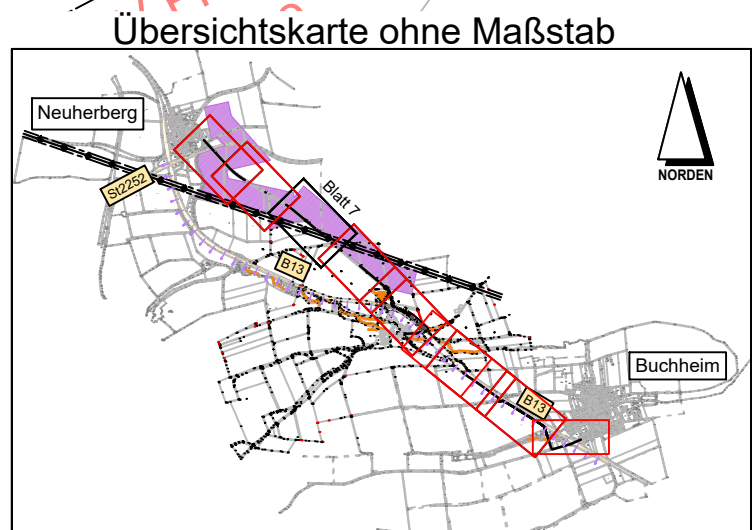 Übersichtskarte ohne Maßstab
Neuherberg
NORDEN
St2252
Blatt 7
B13
Buchheim
B13